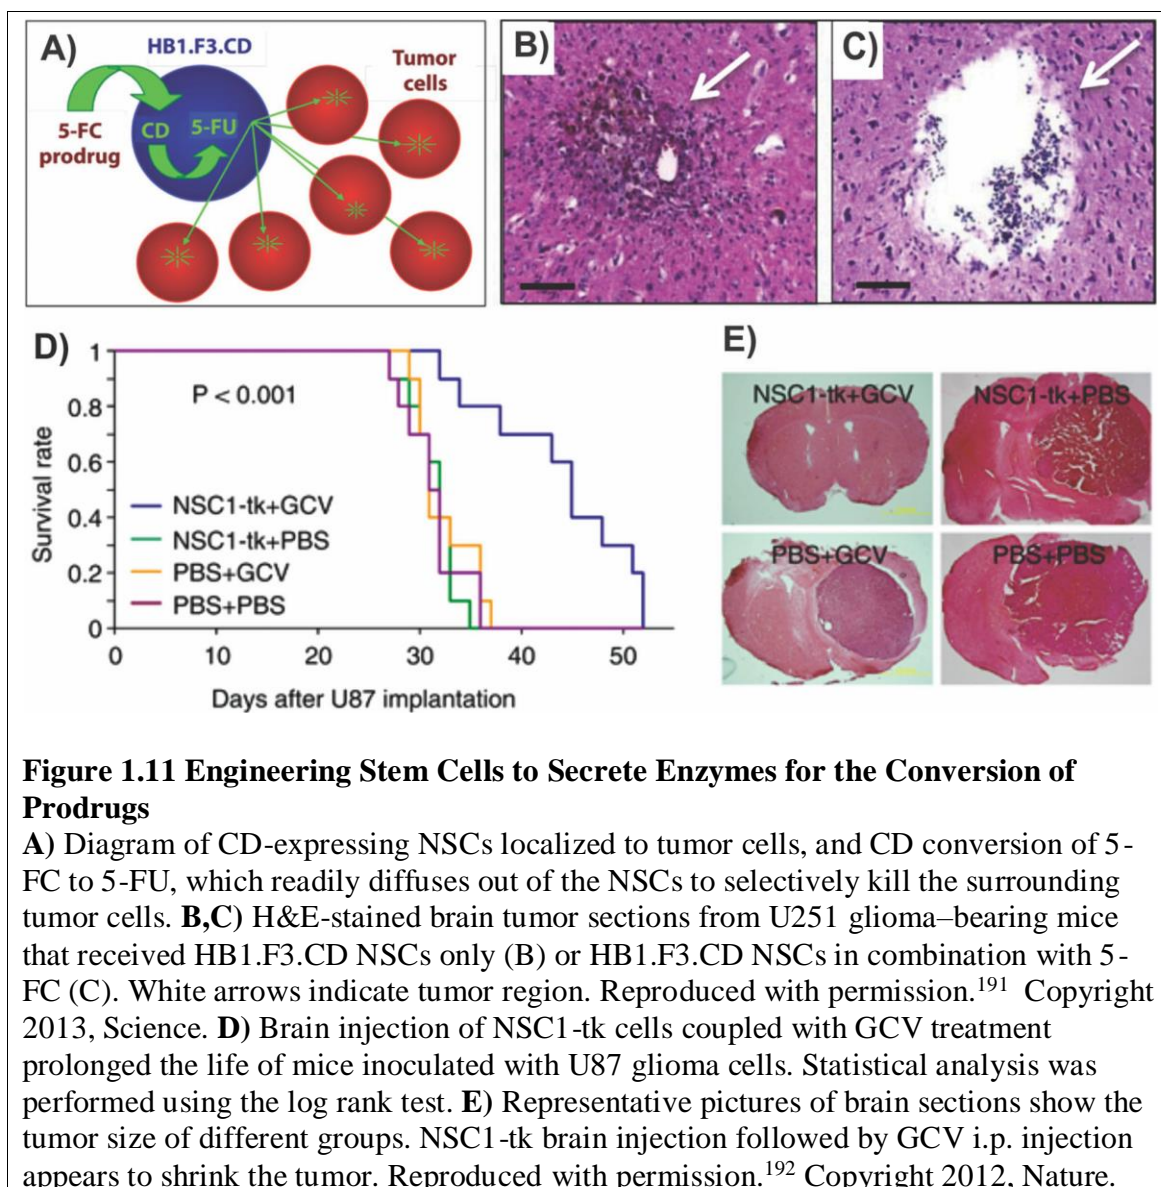 A)
HB1.F3.CD
Tumor
cells
5-FC
prodrug
CD
5-FU
B)
C)
D)
1
0.8
0.6
0.4
0.2
0
Survival rate
P < 0.001
NSC1-tk+GCV
NSC1-tk+PBS
PBS+GCV
PBS+PBS
0 10 20 30 40 50
Days after U87 implantation
E)
NSC1-tk+GCV
NSC1-tk+PBS
PBS+GCV
PBS+PBS
Figure 1.11 Engineering Stem Cells to Secrete Enzymes for the Conversion of
Prodrugs
A) Diagram of CD-expressing NSCs localized to tumor cells, and CD conversion of 5-
FC to 5-FU, which readily diffuses out of the NSCs to selectively kill the surrounding
tumor cells. B,C) H&E-stained brain tumor sections from U251 glioma–bearing mice
that received HB1.F3.CD NSCs only (B) or HB1.F3.CD NSCs in combination with 5-
FC (C). White arrows indicate tumor region. Reproduced with permission.191 Copyright
2013, Science. D) Brain injection of NSC1-tk cells coupled with GCV treatment
prolonged the life of mice inoculated with U87 glioma cells. Statistical analysis was
performed using the log rank test. E) Representative pictures of brain sections show the
tumor size of different groups. NSC1-tk brain injection followed by GCV i.p. injection
appears to shrink the tumor. Reproduced with permission.192 Copyright 2012, Nature.